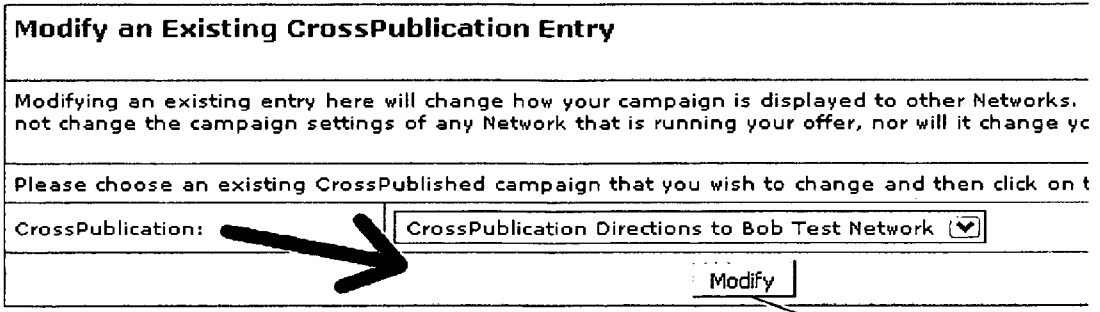 Modify an Existing CrossPublication Entry
Modifying an existing entry here will change how your campaign is displayed to other Networks.
not change the campaign settings of any Network that is running your offer, nor will it change
Please choose an existing CrossPublished campaign that you wish to change and then click on
CrossPublication:
CrossPublication Directions to Bob Test Network
Modify